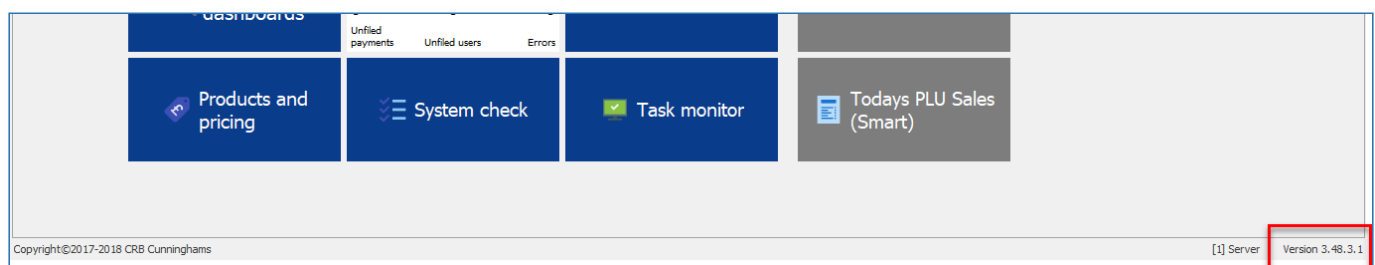 dashboards
Unfiled
payments Unfiled users Errors
Products and
pricing
System check
Task monitor
Todays PLU Sales
(Smart)
Copyright©2017-2018 CRB Cunninghams [1] Server Version 3.48.3.1